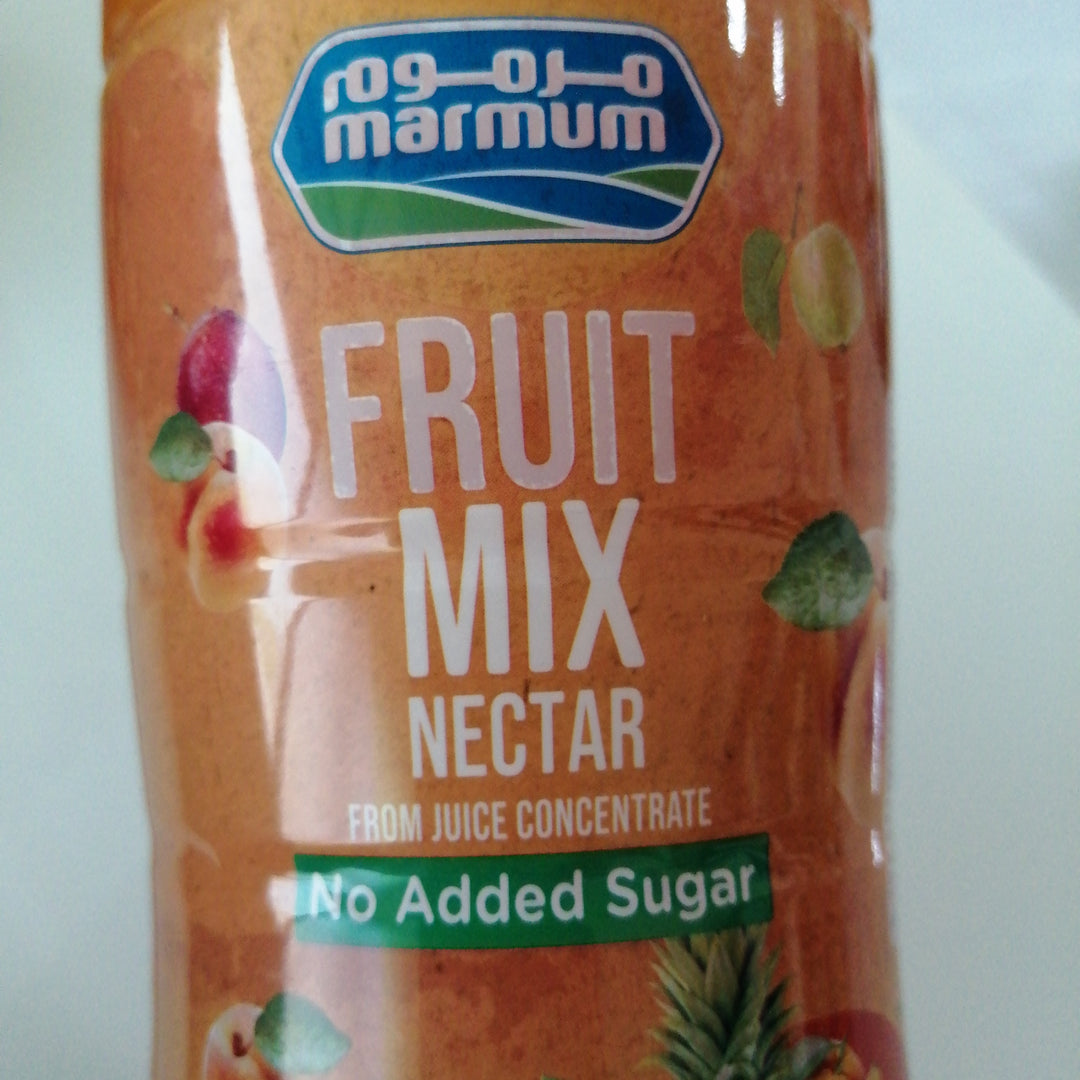 مرموم
marmum
FRUIT
MIX
NECTAR
FROM JUICE CONCENTRATE
No Added Sugar